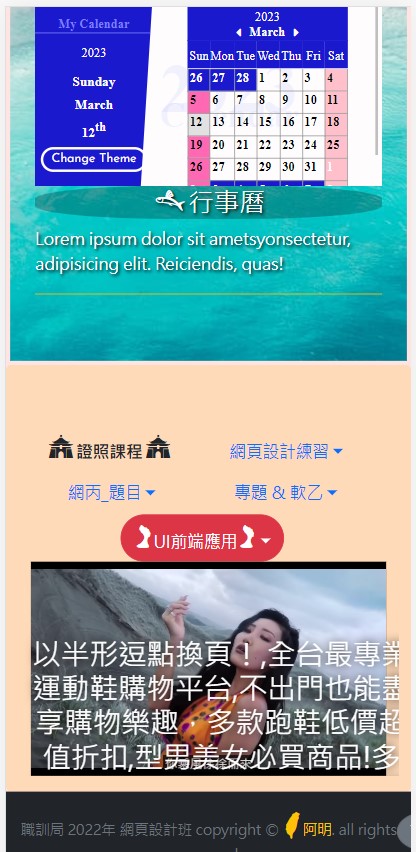 My Calendar
2023
Sunday
March
12th
Change Theme
2023
March
Sun Mon Tue Wed Thu Fri Sat
26 27 28 1 2 3 4
5 6 7 8 9 10 11
12 13 14 15 16 17 18
19 20 21 22 23 24 25
26 27 28 29 30 31 1
行事曆
Lorem ipsum dolor sit ametsyonsectetur,
adipisicing elit. Reiciendis, quas!
證照課程 網頁設計練習
網丙_題目 專題 & 軟乙
UI前端應用
以半形逗點換頁！,全台最專業
運動鞋購物平台,不出門也能盡
享購物樂趣，多款跑鞋低價超
值折扣,型男美女必買商品!多
職訓局 2022年 網頁設計班 copyright © 阿明. all rights